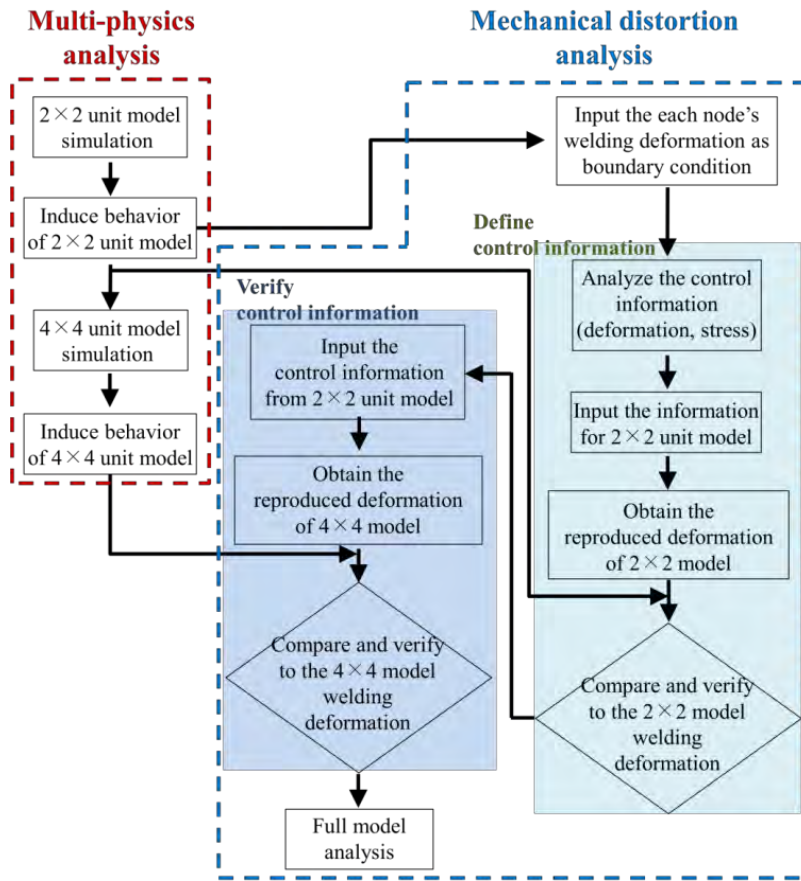 Multi-physics
analysis
2×2 unit model
simulation
Induce behavior
of 2×2 unit model
4×4 unit model
simulation
Induce behavior
of 4×4 unit model
Mechanical distortion
analysis
Input the each node's
welding deformation as
boundary condition
Define
control information
Analyze the control
information
(deformation, stress)
Input the information
for 2×2 unit model
Obtain the
reproduced deformation
of 2×2 model
Compare and verify
to the 2×2 model
welding
deformation
Verify
control information
Input the
control information
from 2×2 unit model
Obtain the
reproduced deformation
of 4×4 model
Compare and verify
to the 4×4 model
welding
deformation
Full model
analysis